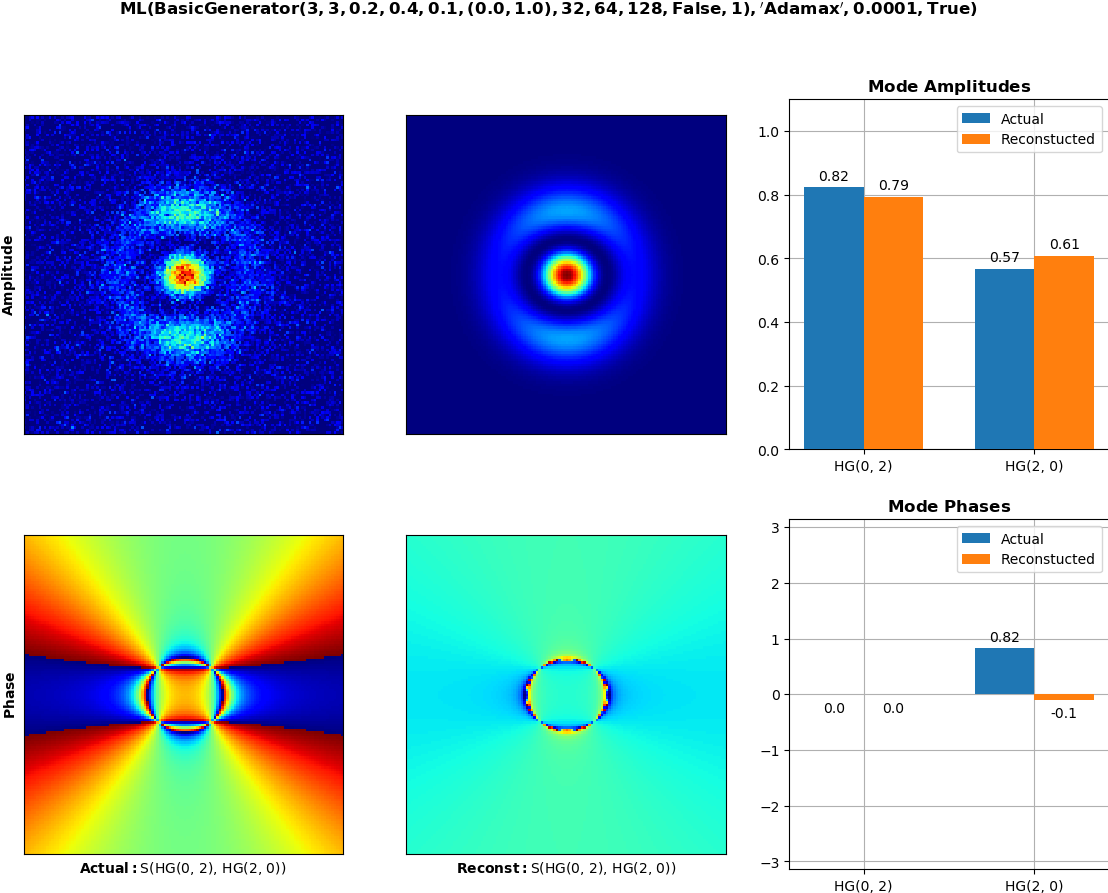 ML(BasicGenerator(3, 3, 0.2, 0.4, 0.1, (0.0, 1.0), 32, 64, 128, False, 1), 'Adamax', 0.0001, True)
Amplitude
Mode Amplitudes
Actual
Reconstucted
1.0
0.8
0.6
0.4
0.2
0.0
0.82
0.79
0.57
0.61
HG(0, 2)
HG(2, 0)
Phase
Actual: S(HG(0, 2), HG(2, 0))
Reconst: S(HG(0, 2), HG(2, 0))
Mode Phases
Actual
Reconstucted
3
2
1
0
−1
−2
−3
0.0
0.0
0.82
-0.1
HG(0, 2)
HG(2, 0)